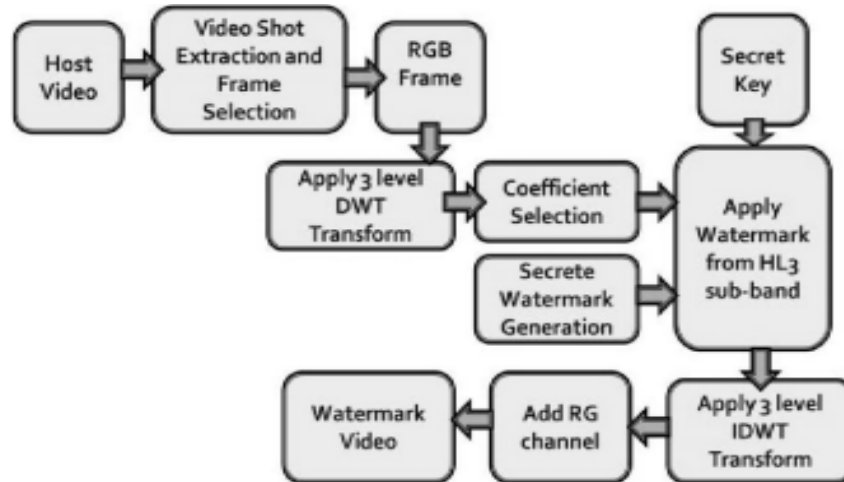 Host
Video
Video Shot
Extraction and
Frame
Selection
RGB
Frame
Secret
Key
Apply 3 level
DWT
Transform
Coefficient
Selection
Apply
Watermark
from HL3
sub-band
Secrete
Watermark
Generation
Watermark
Video
Add RG
channel
Apply 3 level
IDWT
Transform